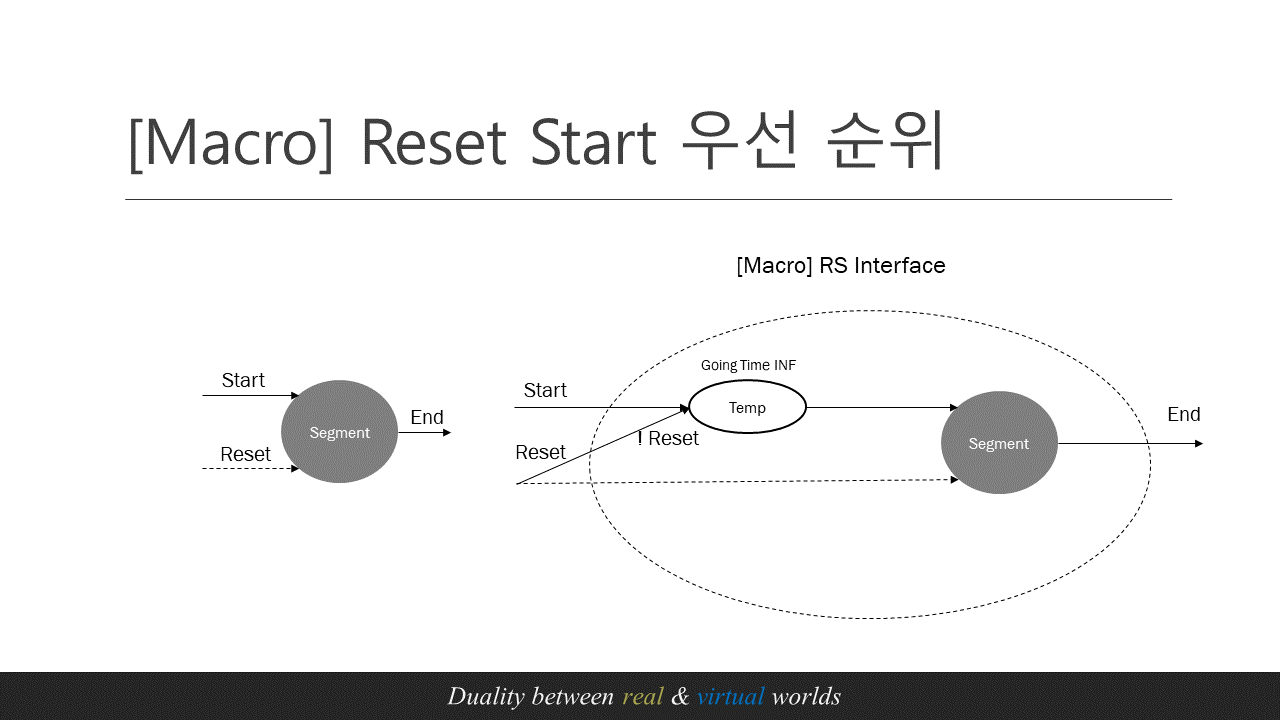 [Macro] Reset Start 우선 순위
[Macro] RS Interface
Start
Segment
End
Reset
Going Time INF
Start
Temp
! Reset
Reset
Segment
End
Duality between real & virtual worlds